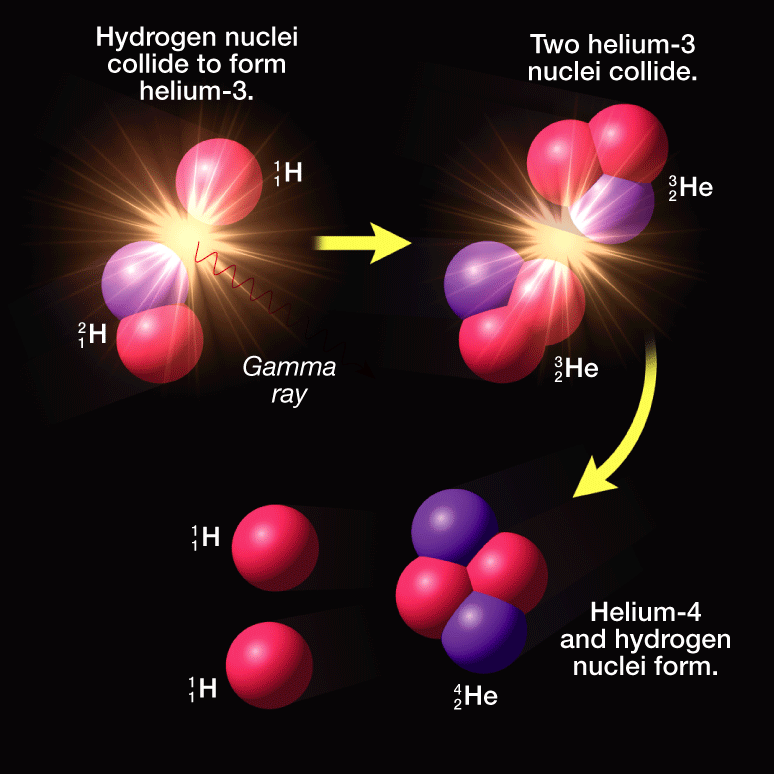 Hydrogen nuclei
collide to form
helium-3.
Two helium-3
nuclei collide.
¹₁H
³₂He
²₁H
Gamma
ray
³₂He
¹₁H
Helium-4
and hydrogen
nuclei form.
¹₁H
⁴₂He